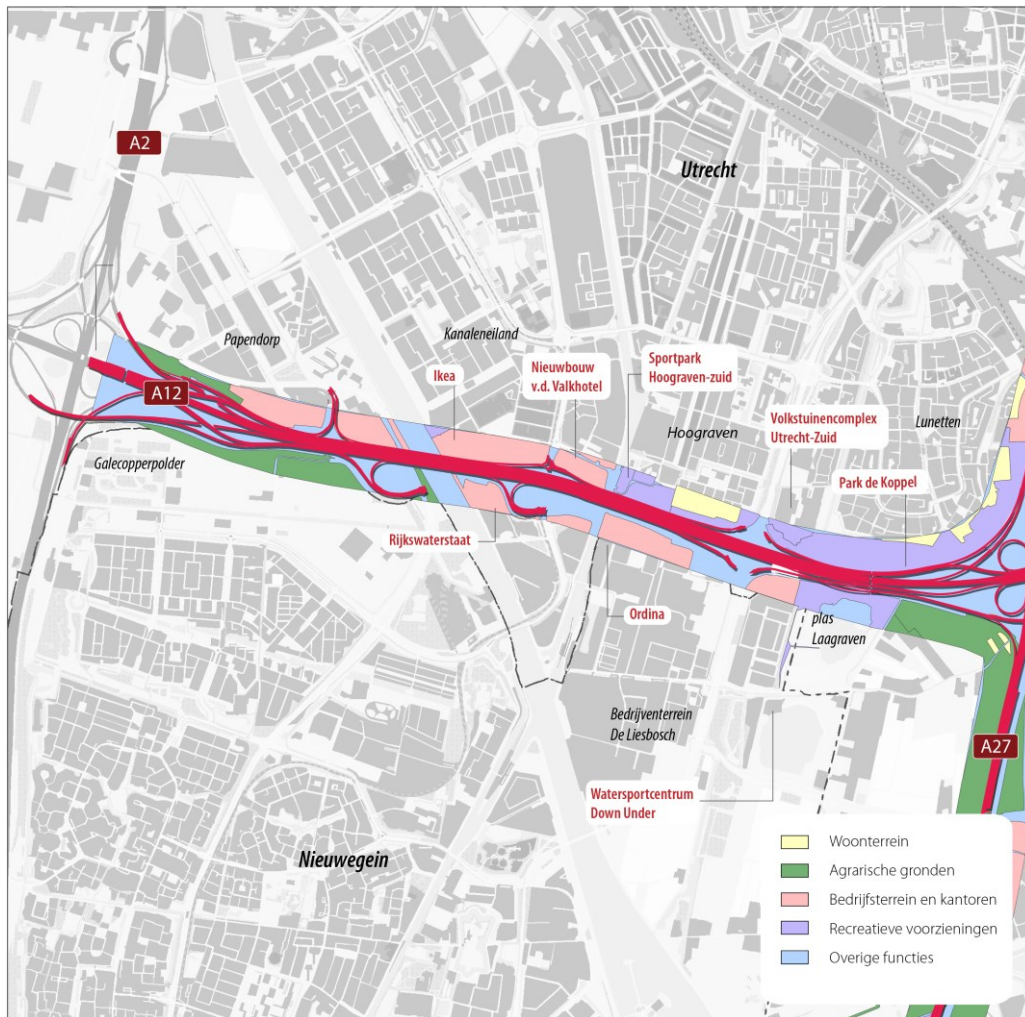 A2
Utrecht
Papendorp
Kanaleneiland
Ikea
Nieuwbouw
v.d. Valkhotel
Sportpark
Hoograven-zuid
Hoograven
Volkstuinencomplex
Utrecht-Zuid
Lunetten
A12
Park de Koppel
Galecopperpolder
Rijkswaterstaat
Ordina
plas
Laagraven
Bedrijventerrein
De Liesbosch
A27
Watersportcentrum
Down Under
Nieuwegein
Woonterrein
Agrarische gronden
Bedrijfsterrein en kantoren
Recreatieve voorzieningen
Overige functies